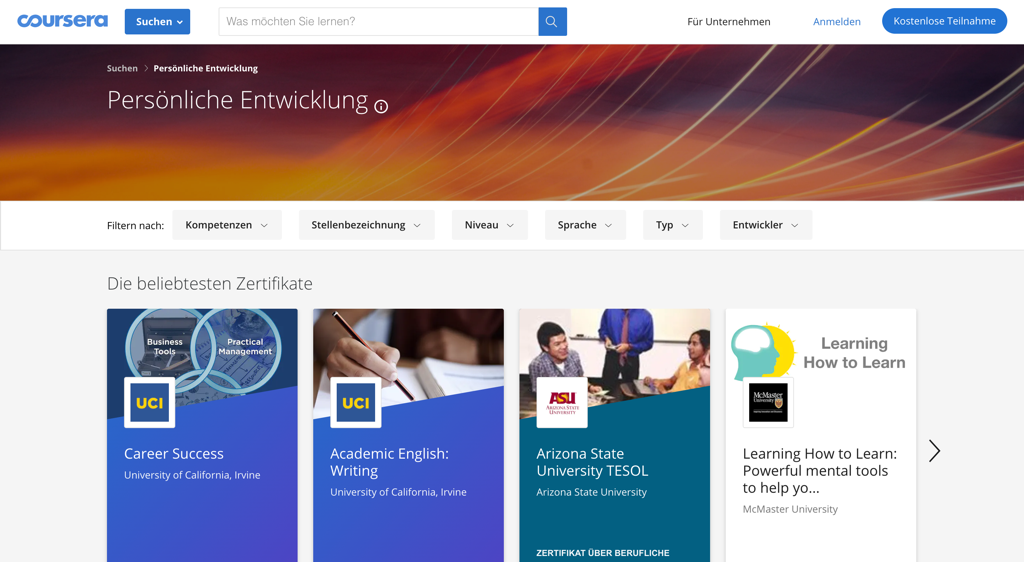 coursera
Suchen
Was möchten Sie lernen?
Für Unternehmen
Anmelden
Kostenlose Teilnahme
Suchen > Persönliche Entwicklung
Persönliche Entwicklung
Filtern nach:
Kompetenzen
Stellenbezeichnung
Niveau
Sprache
Typ
Entwickler
Die beliebtesten Zertifikate
Business
Tools
Practical
Management
UCI
Career Success
University of California, Irvine
UCI
Academic English:
Writing
University of California, Irvine
ASU
ARIZONA STATE
UNIVERSITY
Arizona State
University TESOL
Arizona State University
ZERTIFIKAT ÜBER BERUFLICHE
Learning
How to Learn
McMaster
University
Learning How to Learn:
Powerful mental tools
to help yo...
McMaster University